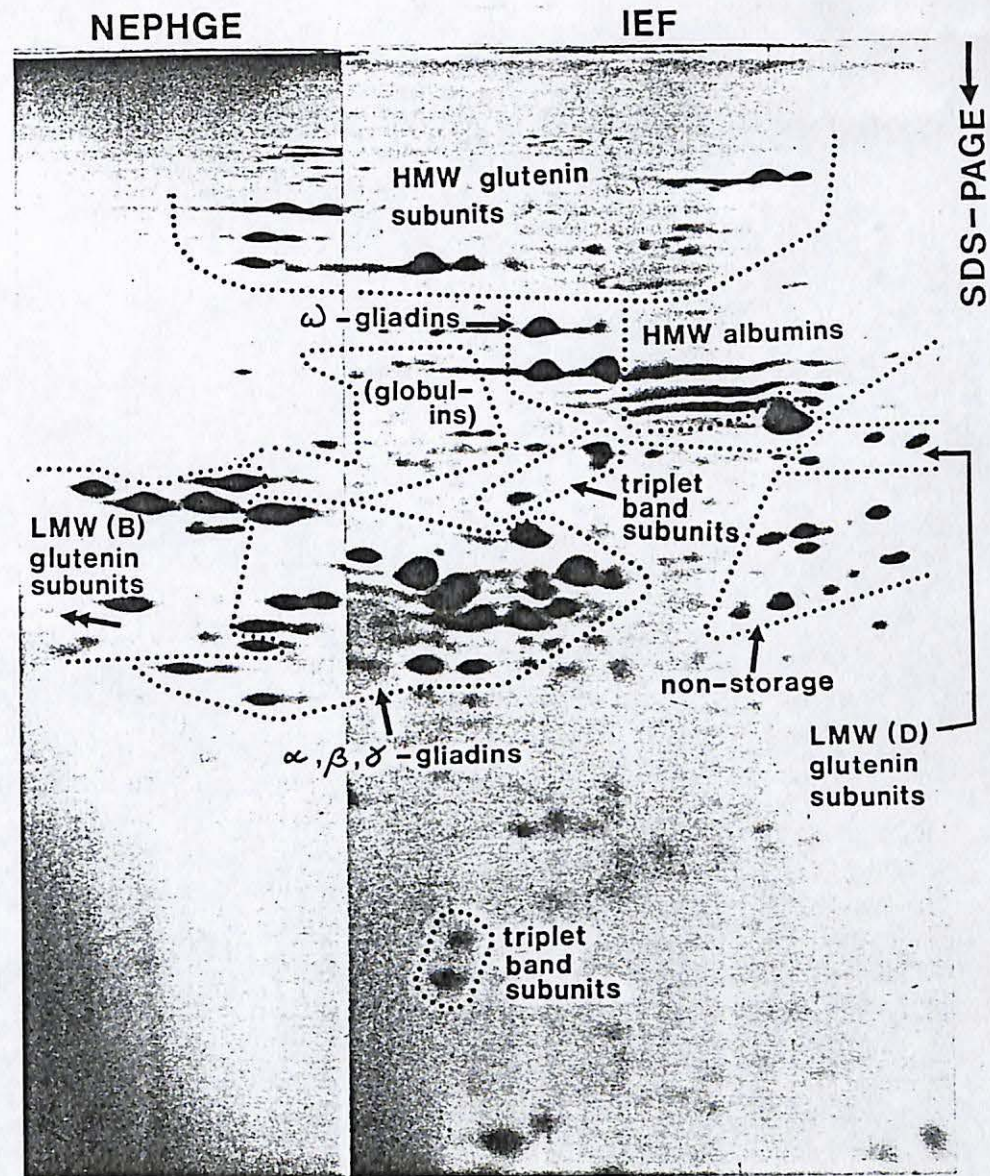 NEPHGE
IEF
SDS-PAGE
HMW glutenin
subunits
ω-gliadins
HMW albumins
(globul-
ins)
triplet
band
subunits
LMW (B)
glutenin
subunits
non-storage
α,β,γ-gliadins
LMW (D)
glutenin
subunits
triplet
band
subunits